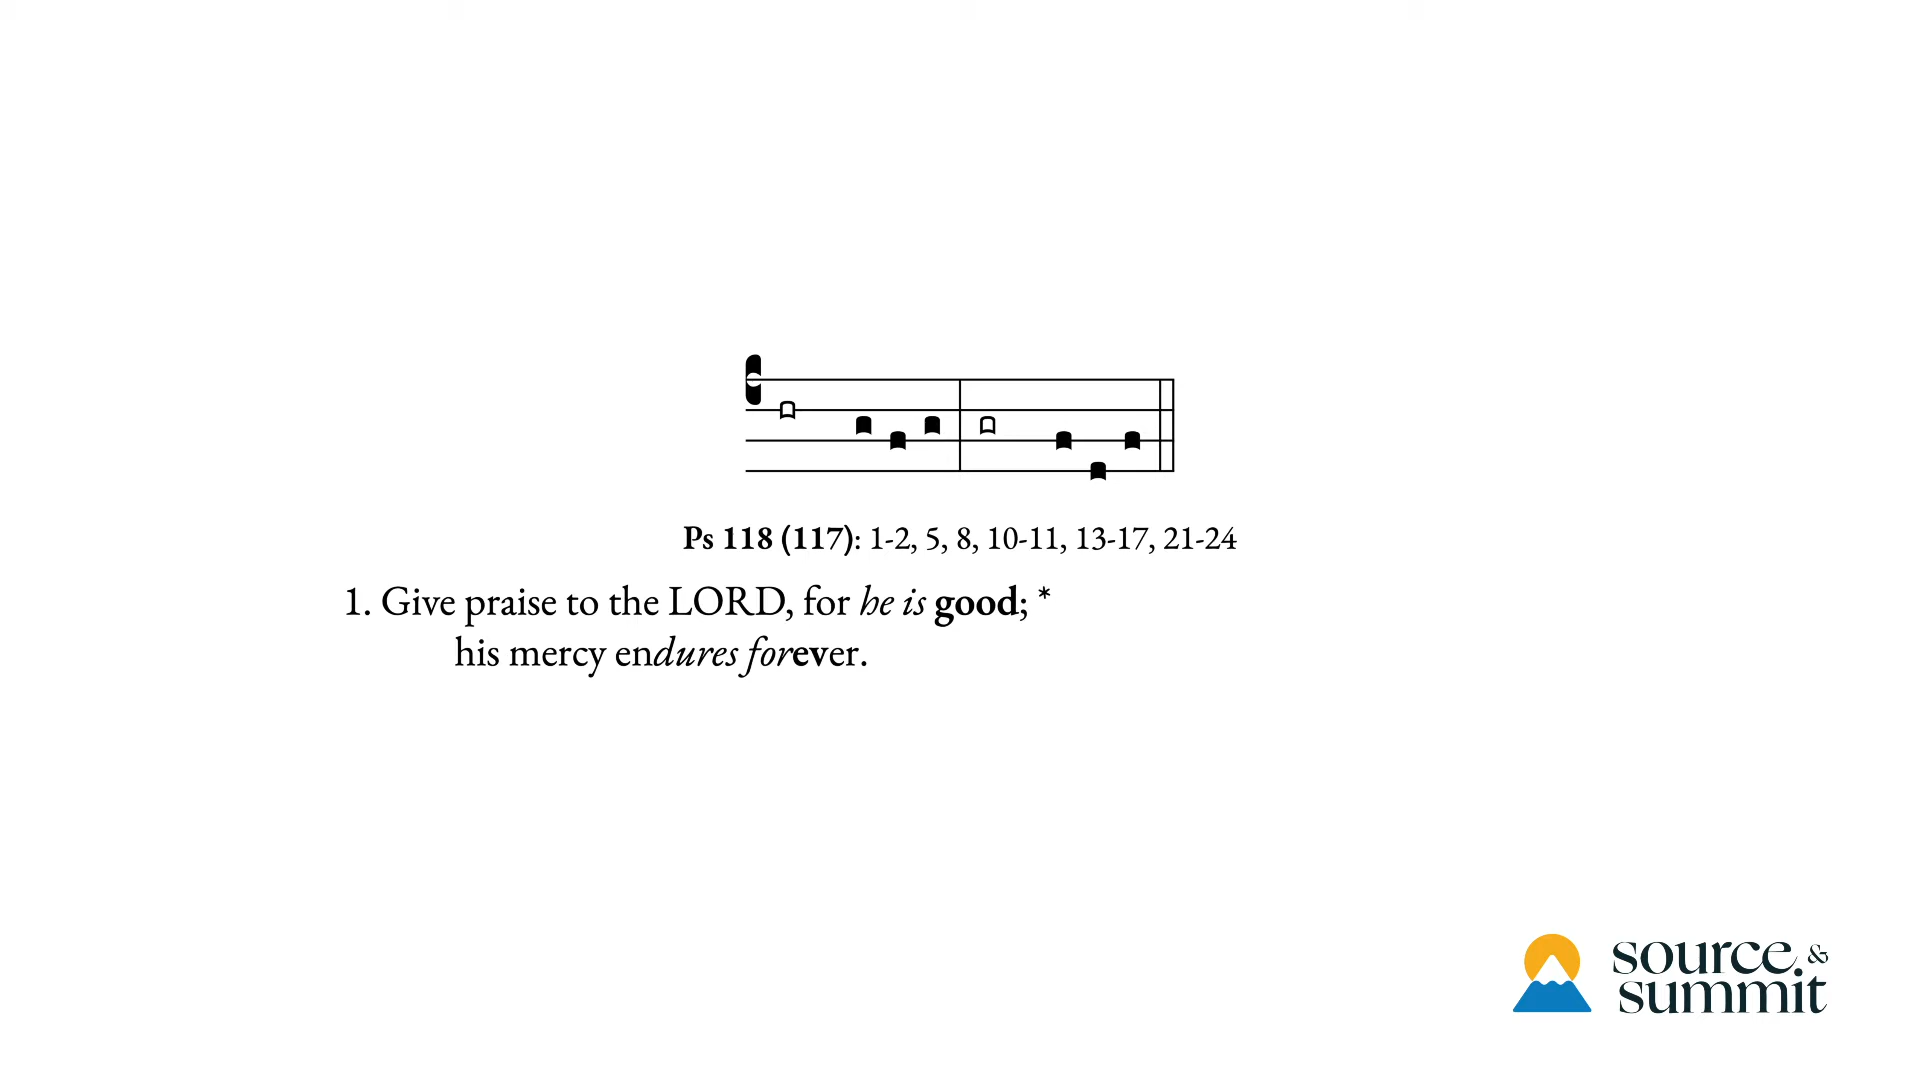 Ps 118 (117): 1-2, 5, 8, 10-11, 13-17, 21-24
1. Give praise to the LORD, for he is good; *
his mercy endures forever.
source &
summit